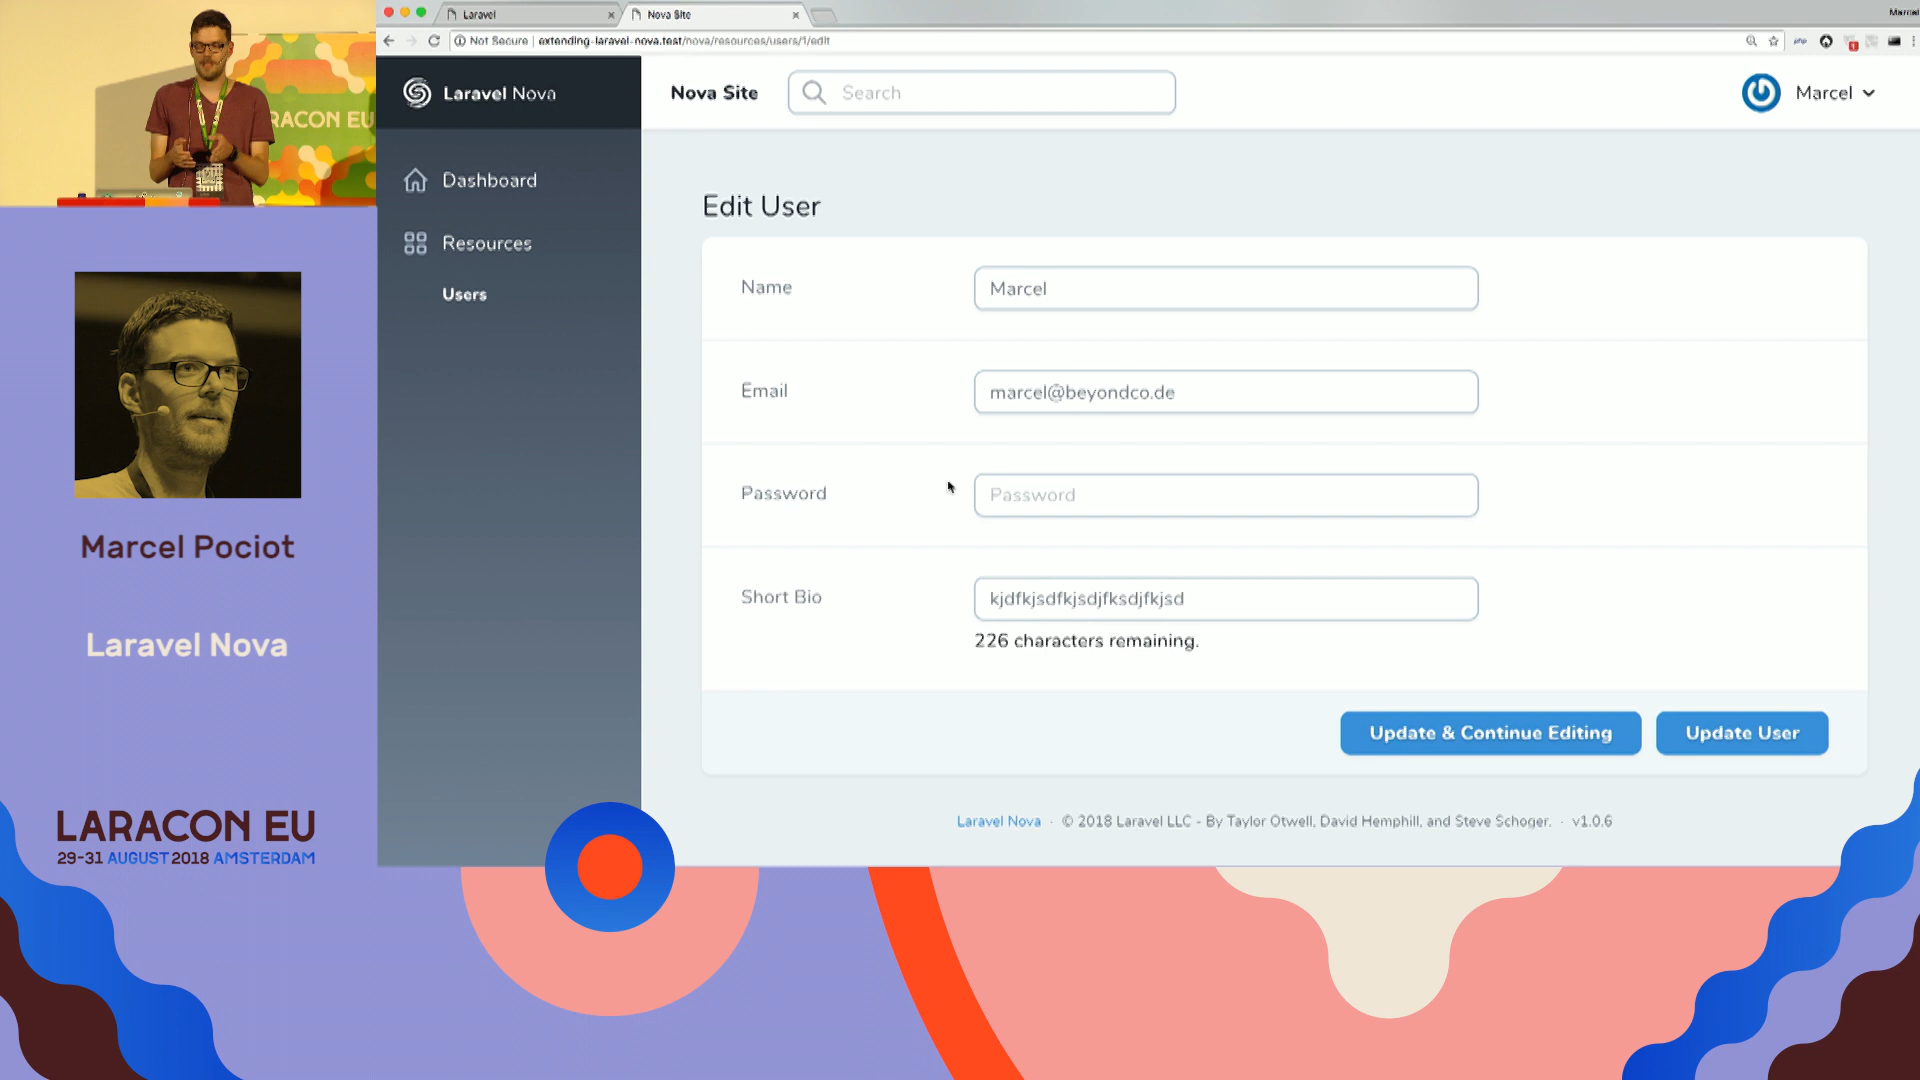 RACON EU
Marcel Pociot
Laravel Nova
LARACON EU
29-31 AUGUST 2018 AMSTERDAM
Laravel
Nova Site
Not Secure | extending-laravel-nova.test/nova/resources/users/1/edit
Laravel Nova
Nova Site
Search
Marcel
Dashboard
Resources
Users
Edit User
Name
Marcel
Email
marcel@beyondco.de
Password
Password
Short Bio
kjdfkjsdfkjsdjfksdjfkjsd
226 characters remaining.
Update & Continue Editing
Update User
Laravel Nova · © 2018 Laravel LLC - By Taylor Otwell, David Hemphill, and Steve Schoger. · v1.0.6